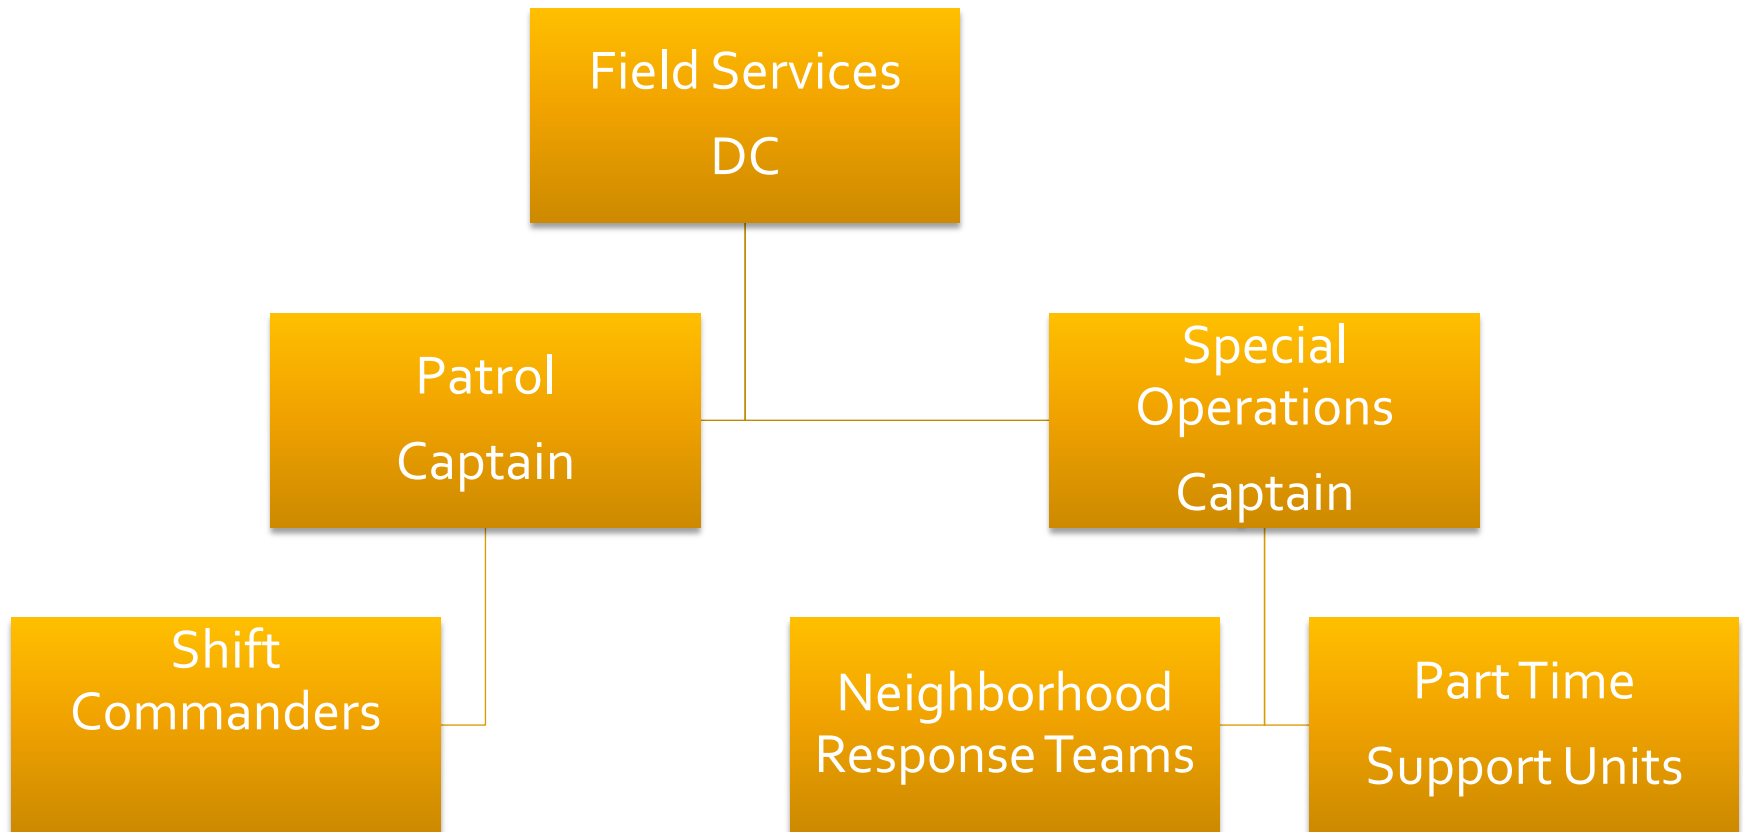 Field Services
DC
Patrol
Captain
Special
Operations
Captain
Shift
Commanders
Neighborhood
Response Teams
Part Time
Support Units